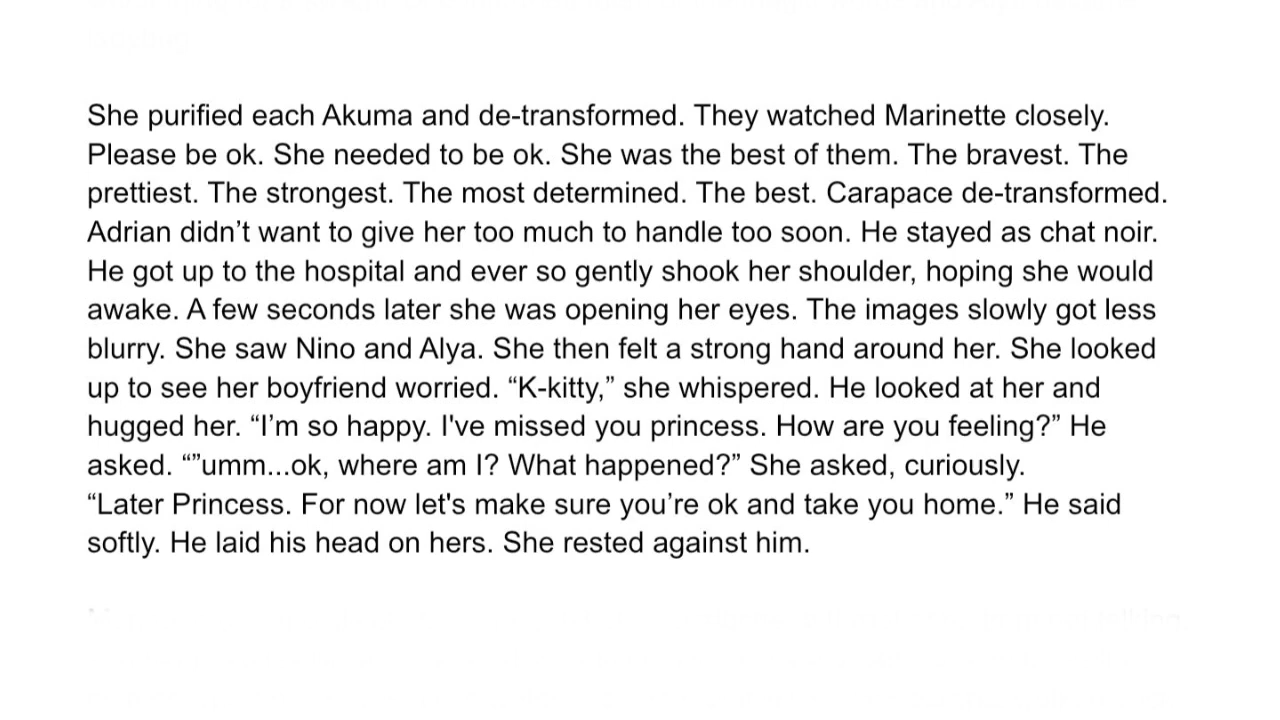 She purified each Akuma and de-transformed. They watched Marinette closely.
Please be ok. She needed to be ok. She was the best of them. The bravest. The
prettiest. The strongest. The most determined. The best. Carapace de-transformed.
Adrian didn’t want to give her too much to handle too soon. He stayed as chat noir.
He got up to the hospital and ever so gently shook her shoulder, hoping she would
awake. A few seconds later she was opening her eyes. The images slowly got less
blurry. She saw Nino and Alya. She then felt a strong hand around her. She looked
up to see her boyfriend worried. “K-kitty,” she whispered. He looked at her and
hugged her. “I’m so happy. I've missed you princess. How are you feeling?” He
asked. “”umm...ok, where am I? What happened?” She asked, curiously.
“Later Princess. For now let's make sure you’re ok and take you home.” He said
softly. He laid his head on hers. She rested against him.